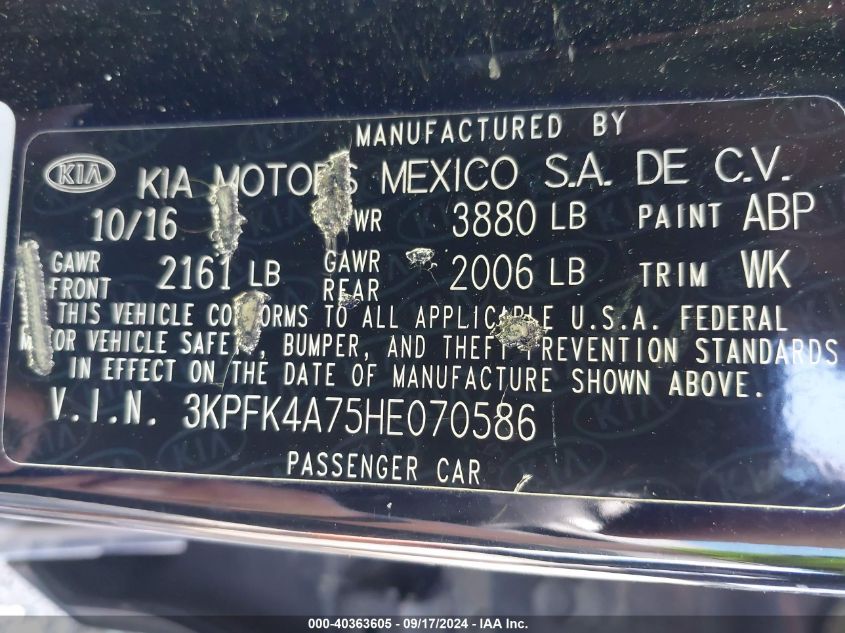 MANUFACTURED BY
KIA KIA MOTORS MEXICO S.A. DE C.V.
10/16 WR 3880 LB PAINT ABP
GAWR FRONT 2161 LB GAWR REAR 2006 LB TRIM WK
THIS VEHICLE CONFORMS TO ALL APPLICABLE U.S.A. FEDERAL
MOTOR VEHICLE SAFETY, BUMPER, AND THEFT PREVENTION STANDARDS
IN EFFECT ON THE DATE OF MANUFACTURE SHOWN ABOVE.
V.I.N. 3KPFK4A75HE070586
PASSENGER CAR
000-40363605 - 09/17/2024 - IAA Inc.